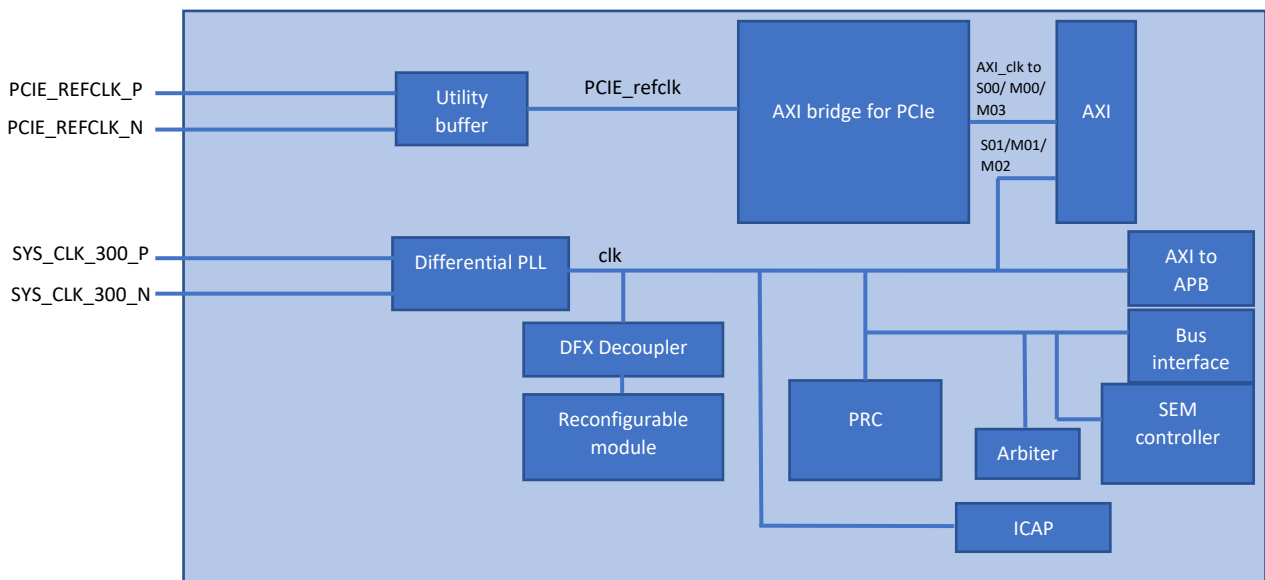 PCIE_REFCLK_P
PCIE_REFCLK_N
Utility
buffer
PCIE_refclk
AXI bridge for PCIe
AXI_clk to
S00/ M00/
M03
S01/M01/
M02
AXI
SYS_CLK_300_P
SYS_CLK_300_N
Differential PLL
clk
AXI to
APB
DFX Decoupler
Reconfigurable
module
PRC
Bus
interface
Arbiter
SEM
controller
ICAP